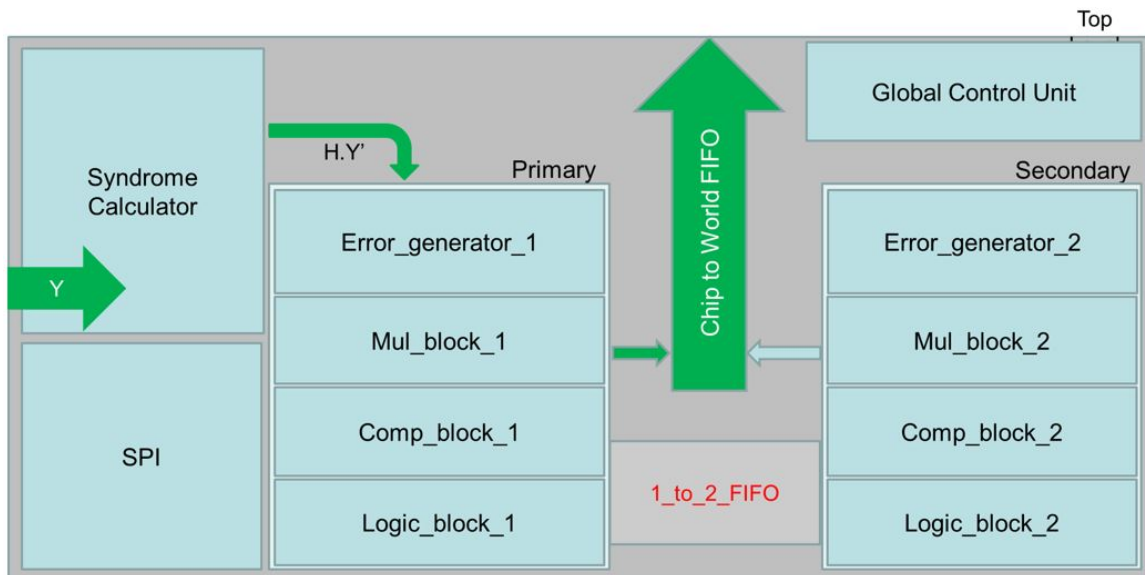 Top
Global Control Unit
Syndrome
Calculator
H.Y’
Y
SPI
Primary
Error_generator_1
Mul_block_1
Comp_block_1
Logic_block_1
Chip to World FIFO
1_to_2_FIFO
Secondary
Error_generator_2
Mul_block_2
Comp_block_2
Logic_block_2